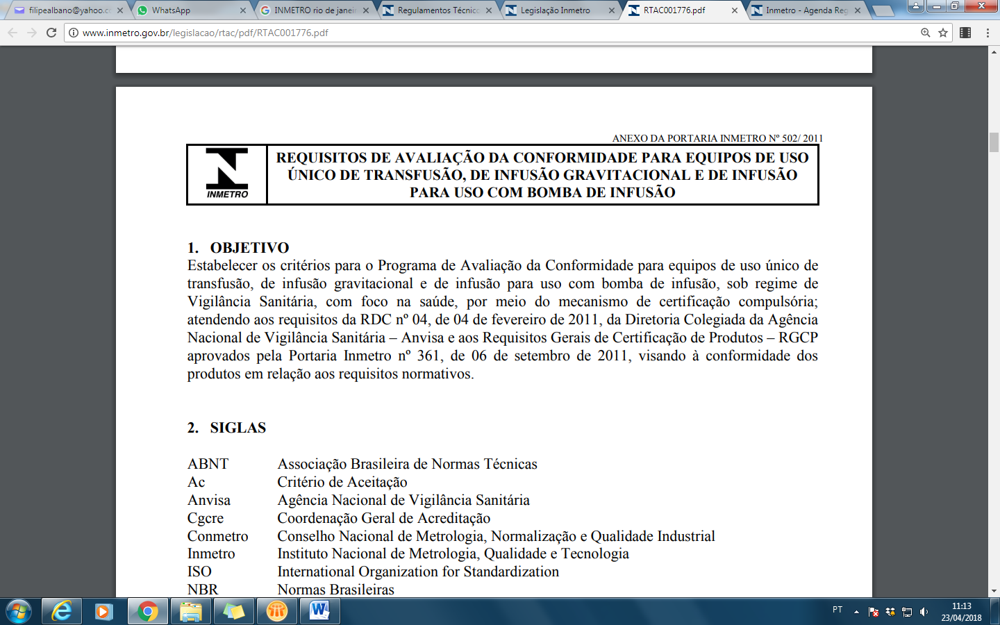 filipealbano@yahoo.c
WhatsApp
INMETRO rio de janeir
Regulamentos Técnico
Legislação Inmetro
RTAC001776.pdf
Inmetro - Agenda Reg
www.inmetro.gov.br/legislacao/rtac/pdf/RTAC001776.pdf
ANEXO DA PORTARIA INMETRO Nº 502/ 2011
INMETRO
REQUISITOS DE AVALIAÇÃO DA CONFORMIDADE PARA EQUIPOS DE USO
ÚNICO DE TRANSFUSÃO, DE INFUSÃO GRAVITACIONAL E DE INFUSÃO
PARA USO COM BOMBA DE INFUSÃO
1. OBJETIVO
Estabelecer os critérios para o Programa de Avaliação da Conformidade para equipos de uso único de
transfusão, de infusão gravitacional e de infusão para uso com bomba de infusão, sob regime de
Vigilância Sanitária, com foco na saúde, por meio do mecanismo de certificação compulsória;
atendendo aos requisitos da RDC nº 04, de 04 de fevereiro de 2011, da Diretoria Colegiada da Agência
Nacional de Vigilância Sanitária – Anvisa e aos Requisitos Gerais de Certificação de Produtos – RGCP
aprovados pela Portaria Inmetro nº 361, de 06 de setembro de 2011, visando à conformidade dos
produtos em relação aos requisitos normativos.
2. SIGLAS
ABNT Associação Brasileira de Normas Técnicas
Ac Critério de Aceitação
Anvisa Agência Nacional de Vigilância Sanitária
Cgcre Coordenação Geral de Acreditação
Conmetro Conselho Nacional de Metrologia, Normalização e Qualidade Industrial
Inmetro Instituto Nacional de Metrologia, Qualidade e Tecnologia
ISO International Organization for Standardization
NBR Normas Brasileiras
PT
11:13
23/04/2018